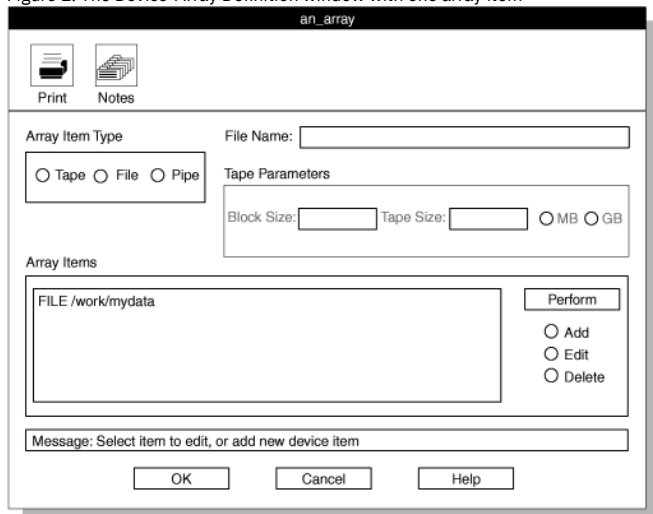 Figure 2. The Device-Array Definition window with one array item
an_array
Print Notes
Array Item Type File Name:
Tape File Pipe Tape Parameters
Block Size: Tape Size: MB GB
Array Items
FILE /work/mydata Perform
Add
Edit
Delete
Message: Select item to edit, or add new device item
OK Cancel Help